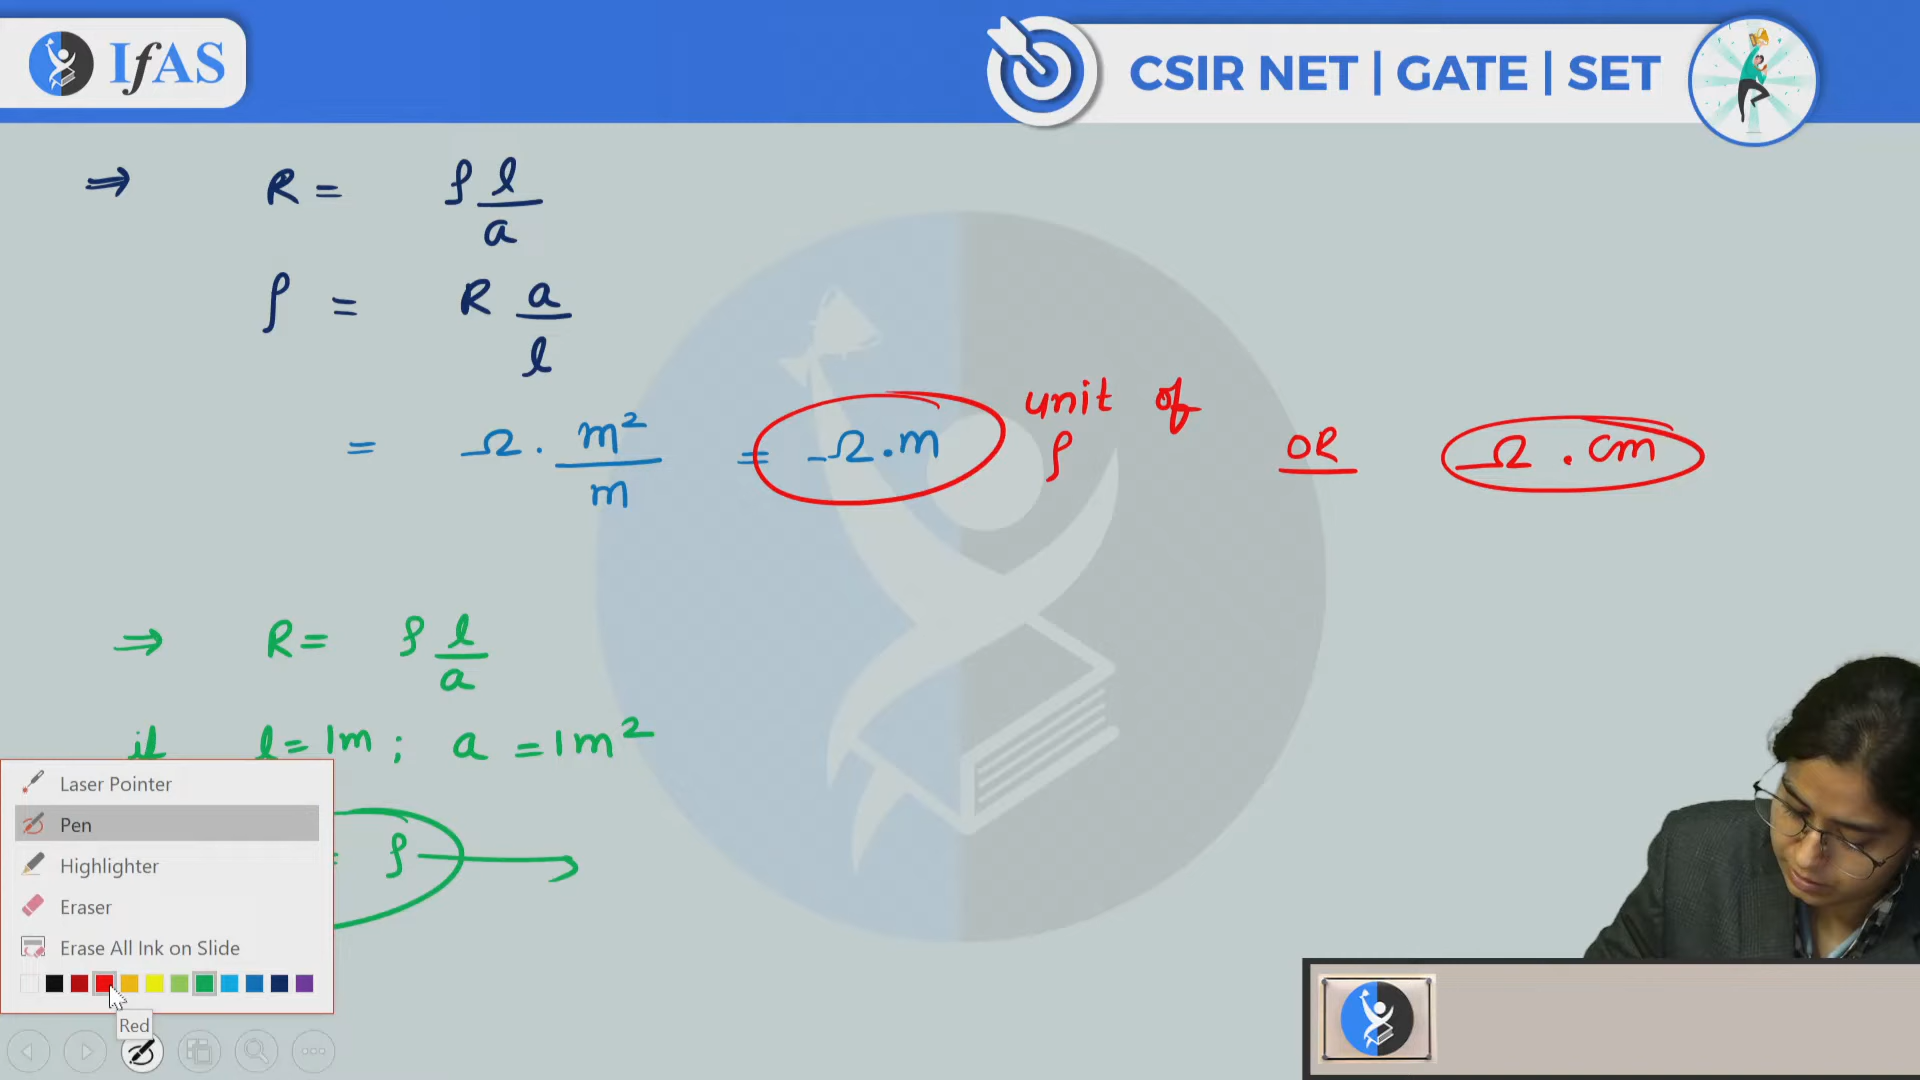 IfAS
CSIR NET | GATE | SET
⇒ R = ρ l/a
ρ = R a/l
= Ω · m²/m = Ω.m unit of ρ OR Ω . cm
⇒ R = ρ l/a
if l = 1m ; a = 1m²
= ρ →
Laser Pointer
Pen
Highlighter
Eraser
Erase All Ink on Slide
Red